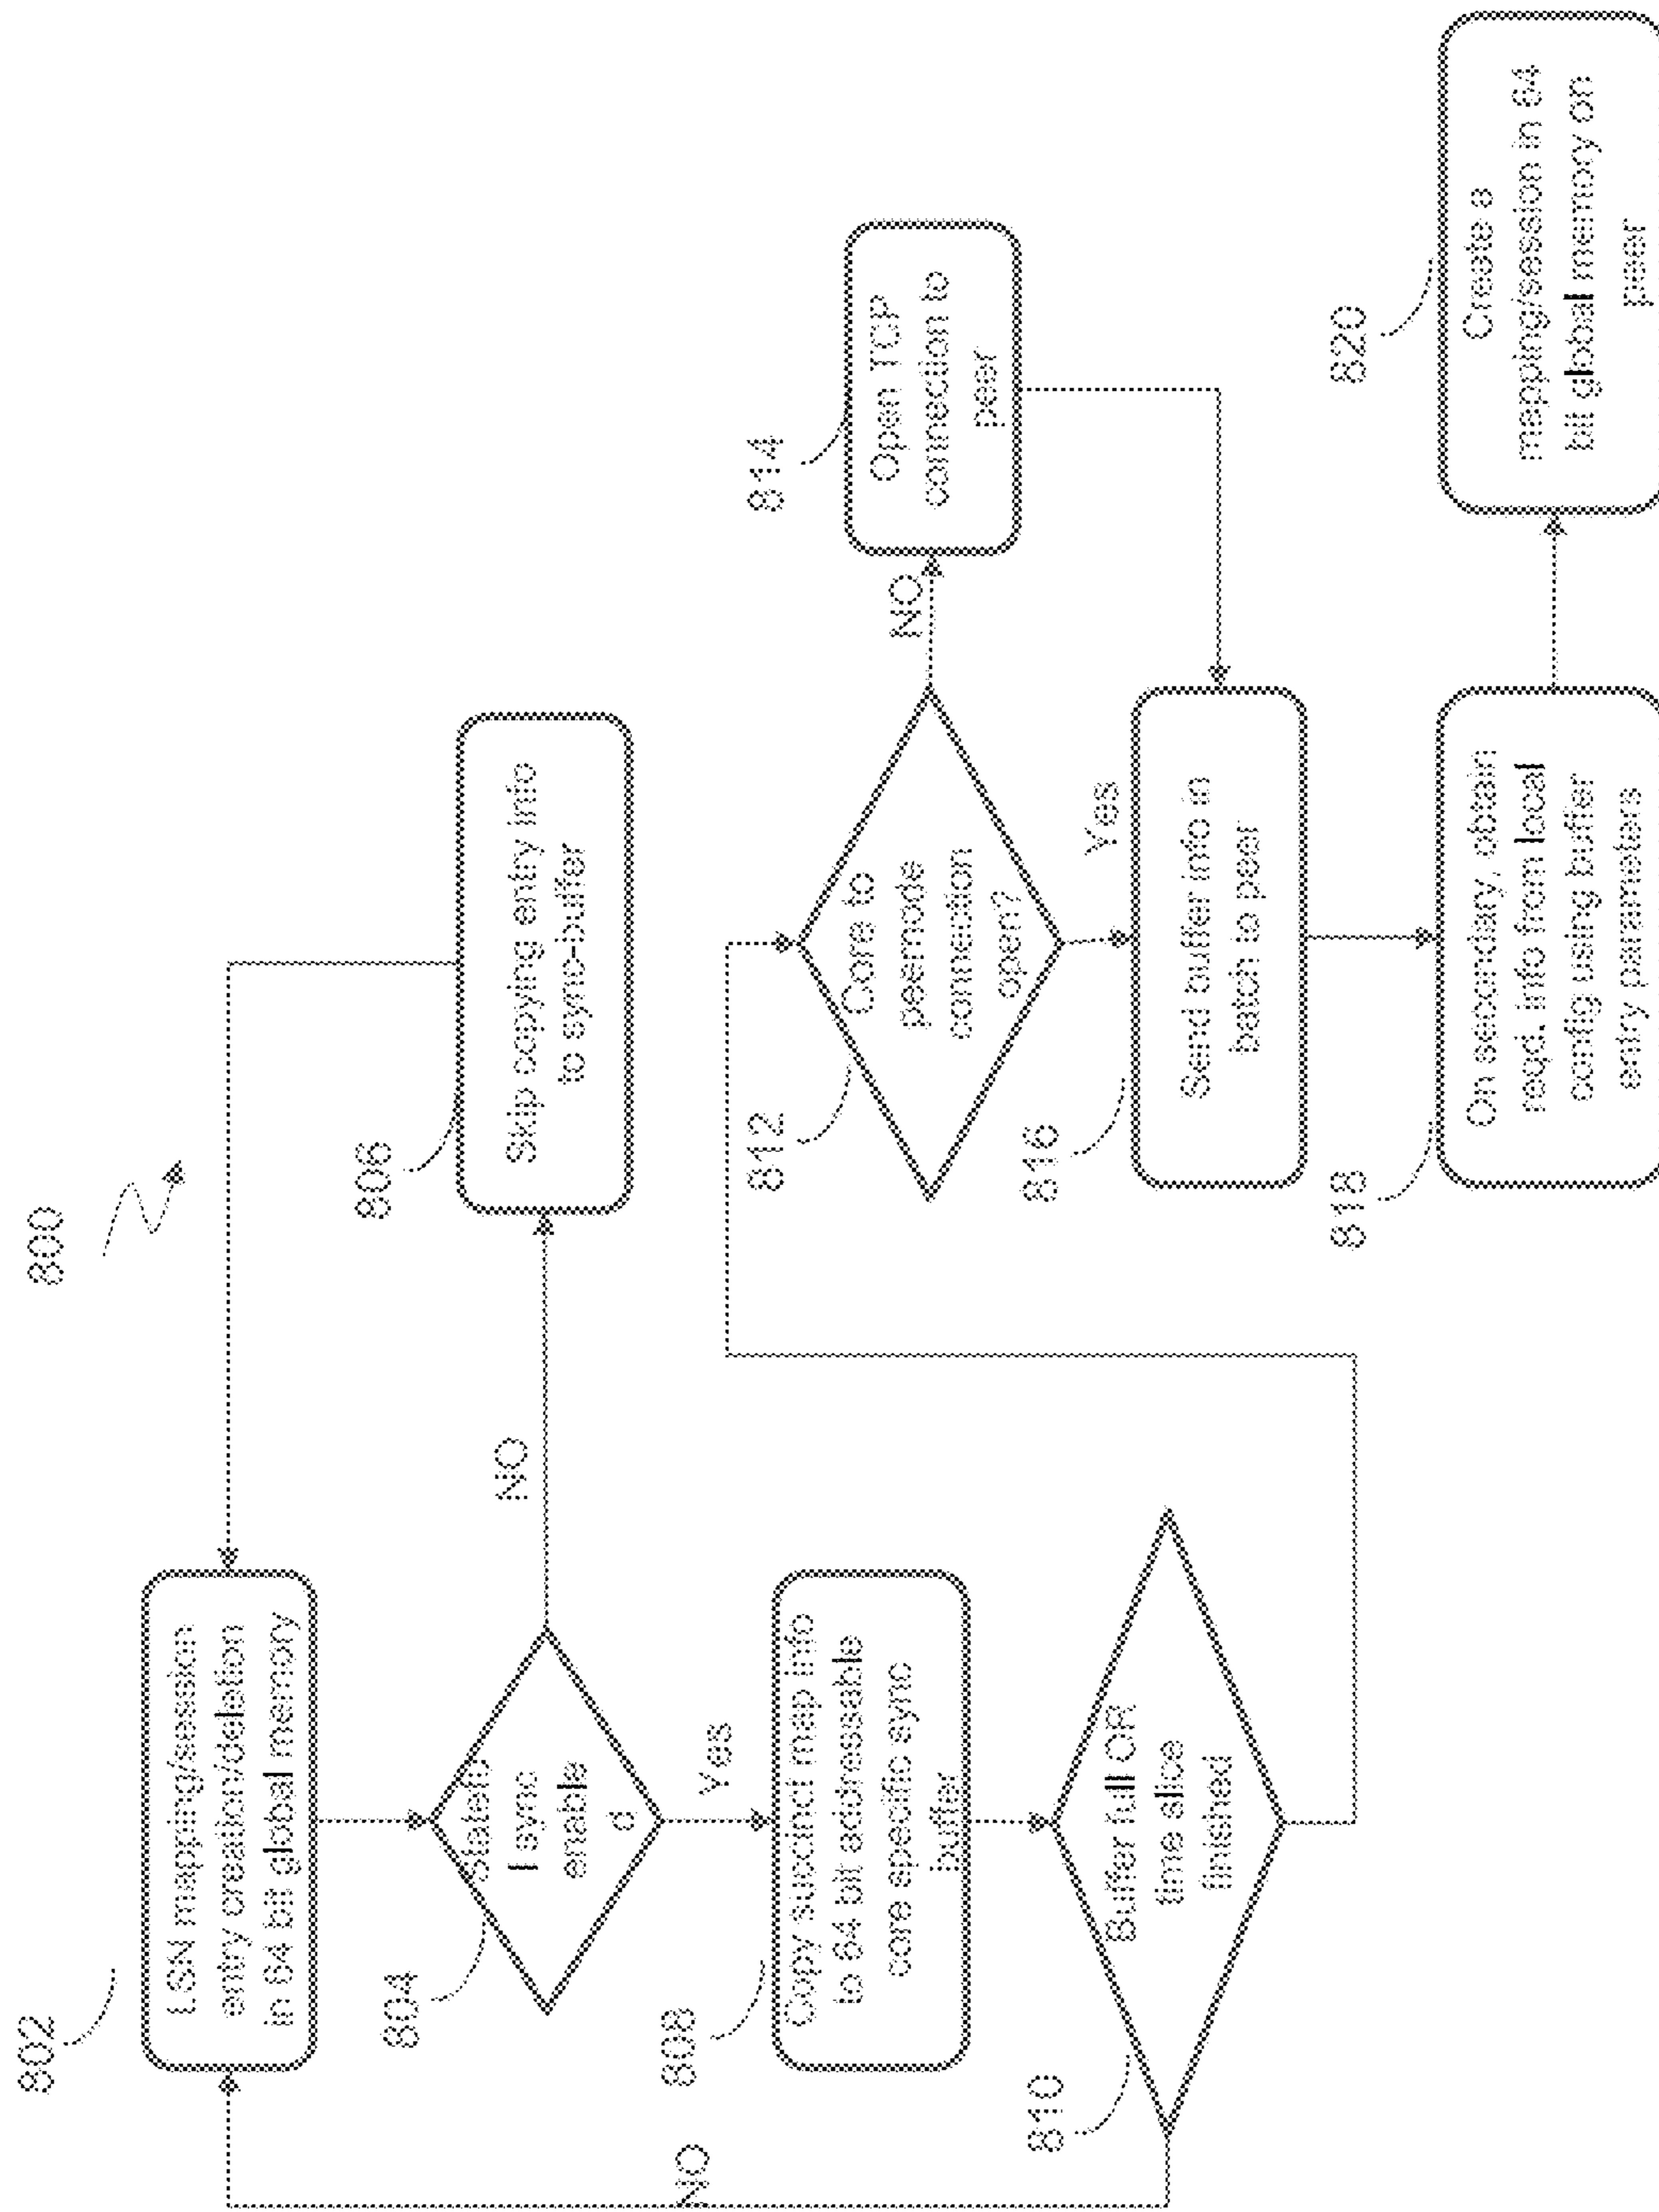 800
802
LSN mapping/session
entry creation/deletion
in 64 bit global memory
804
Statefu
l sync
enable
d
NO
806
Skip copying entry info
to sync-buffer
Yes
808
Copy succinct map info
to 64 bit addressable
core specific sync
buffer
810
Buffer full OR
time slice
finished
NO
812
Core to
peernode
connection
open?
NO
814
Open TCP
connection to
peer
Yes
816
Send buffer info in
batch to peer
818
On secondary, obtain
reqd. info from local
config using buffer
entry parameters
820
Create a
mapping/session in 64
bit global memory on
peer